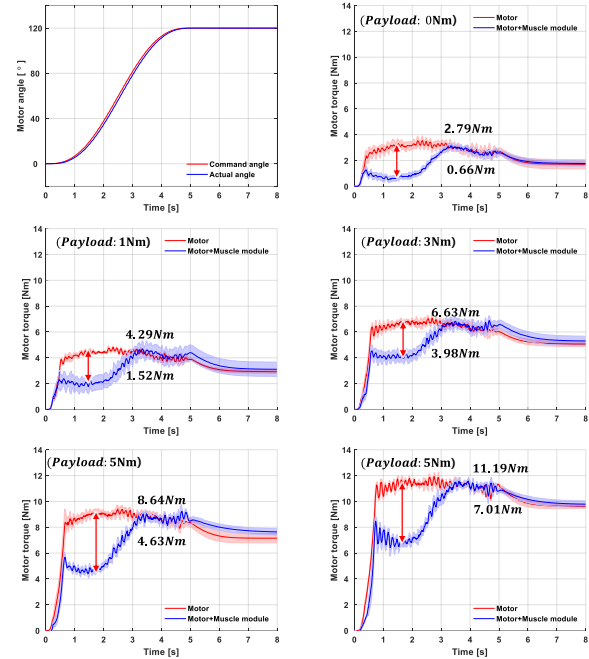 120
80
40
0
Motor angle [ ° ]
Command angle
Actual angle
0 1 2 3 4 5 6 7 8
Time [s]
(Payload: 0Nm)
Motor
Motor+Muscle module
14
12
10
8
6
4
2
0
Motor torque [Nm]
2.79Nm
0.66Nm
0 1 2 3 4 5 6 7 8
Time [s]
(Payload: 1Nm)
Motor
Motor+Muscle module
14
12
10
8
6
4
2
0
Motor torque [Nm]
4.29Nm
1.52Nm
0 1 2 3 4 5 6 7 8
Time [s]
(Payload: 3Nm)
Motor
Motor+Muscle module
14
12
10
8
6
4
2
0
Motor torque [Nm]
6.63Nm
3.98Nm
0 1 2 3 4 5 6 7 8
Time [s]
(Payload: 5Nm)
14
12
10
8
6
4
2
0
Motor torque [Nm]
8.64Nm
4.63Nm
Motor
Motor+Muscle module
0 1 2 3 4 5 6 7 8
Time [s]
(Payload: 5Nm)
14
12
10
8
6
4
2
0
Motor torque [Nm]
11.19Nm
7.01Nm
Motor
Motor+Muscle module
0 1 2 3 4 5 6 7 8
Time [s]